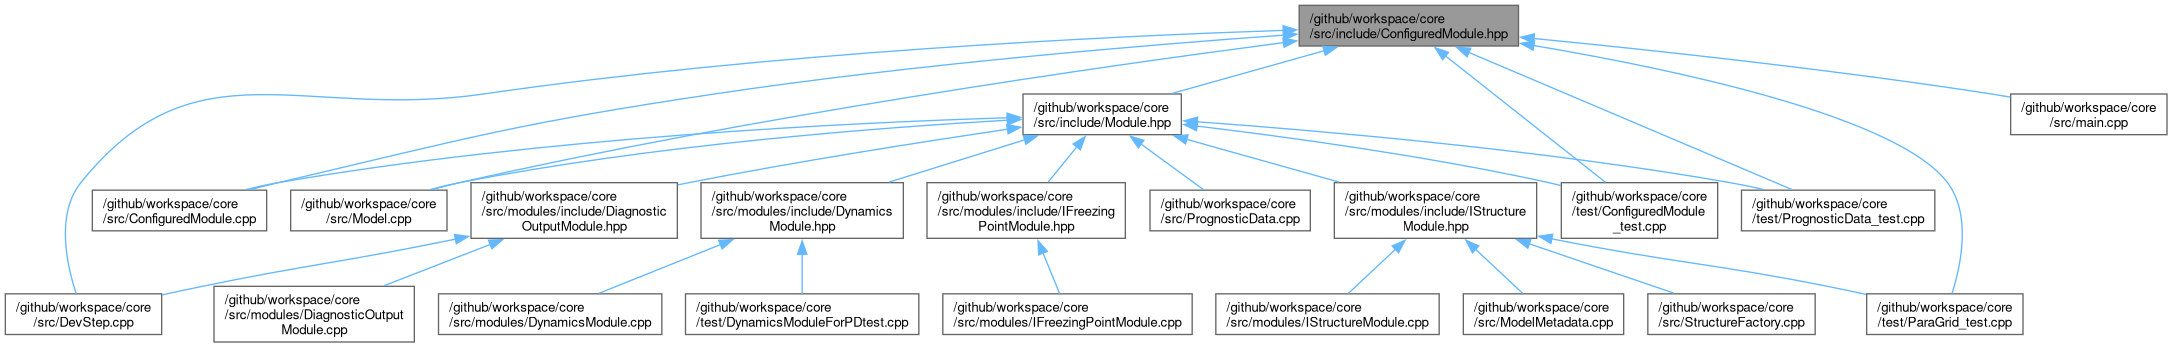 /github/workspace/core
/src/include/ConfiguredModule.hpp
/github/workspace/core
/src/include/Module.hpp
/github/workspace/core
/src/main.cpp
/github/workspace/core
/src/ConfiguredModule.cpp
/github/workspace/core
/src/Model.cpp
/github/workspace/core
/src/modules/include/Diagnostic
OutputModule.hpp
/github/workspace/core
/src/modules/include/Dynamics
Module.hpp
/github/workspace/core
/src/modules/include/IFreezing
PointModule.hpp
/github/workspace/core
/src/PrognosticData.cpp
/github/workspace/core
/src/modules/include/IStructure
Module.hpp
/github/workspace/core
/test/ConfiguredModule
_test.cpp
/github/workspace/core
/test/PrognosticData_test.cpp
/github/workspace/core
/src/DevStep.cpp
/github/workspace/core
/src/modules/DiagnosticOutput
Module.cpp
/github/workspace/core
/src/modules/DynamicsModule.cpp
/github/workspace/core
/test/DynamicsModuleForPDtest.cpp
/github/workspace/core
/src/modules/IFreezingPointModule.cpp
/github/workspace/core
/src/modules/IStructureModule.cpp
/github/workspace/core
/src/ModelMetadata.cpp
/github/workspace/core
/src/StructureFactory.cpp
/github/workspace/core
/test/ParaGrid_test.cpp